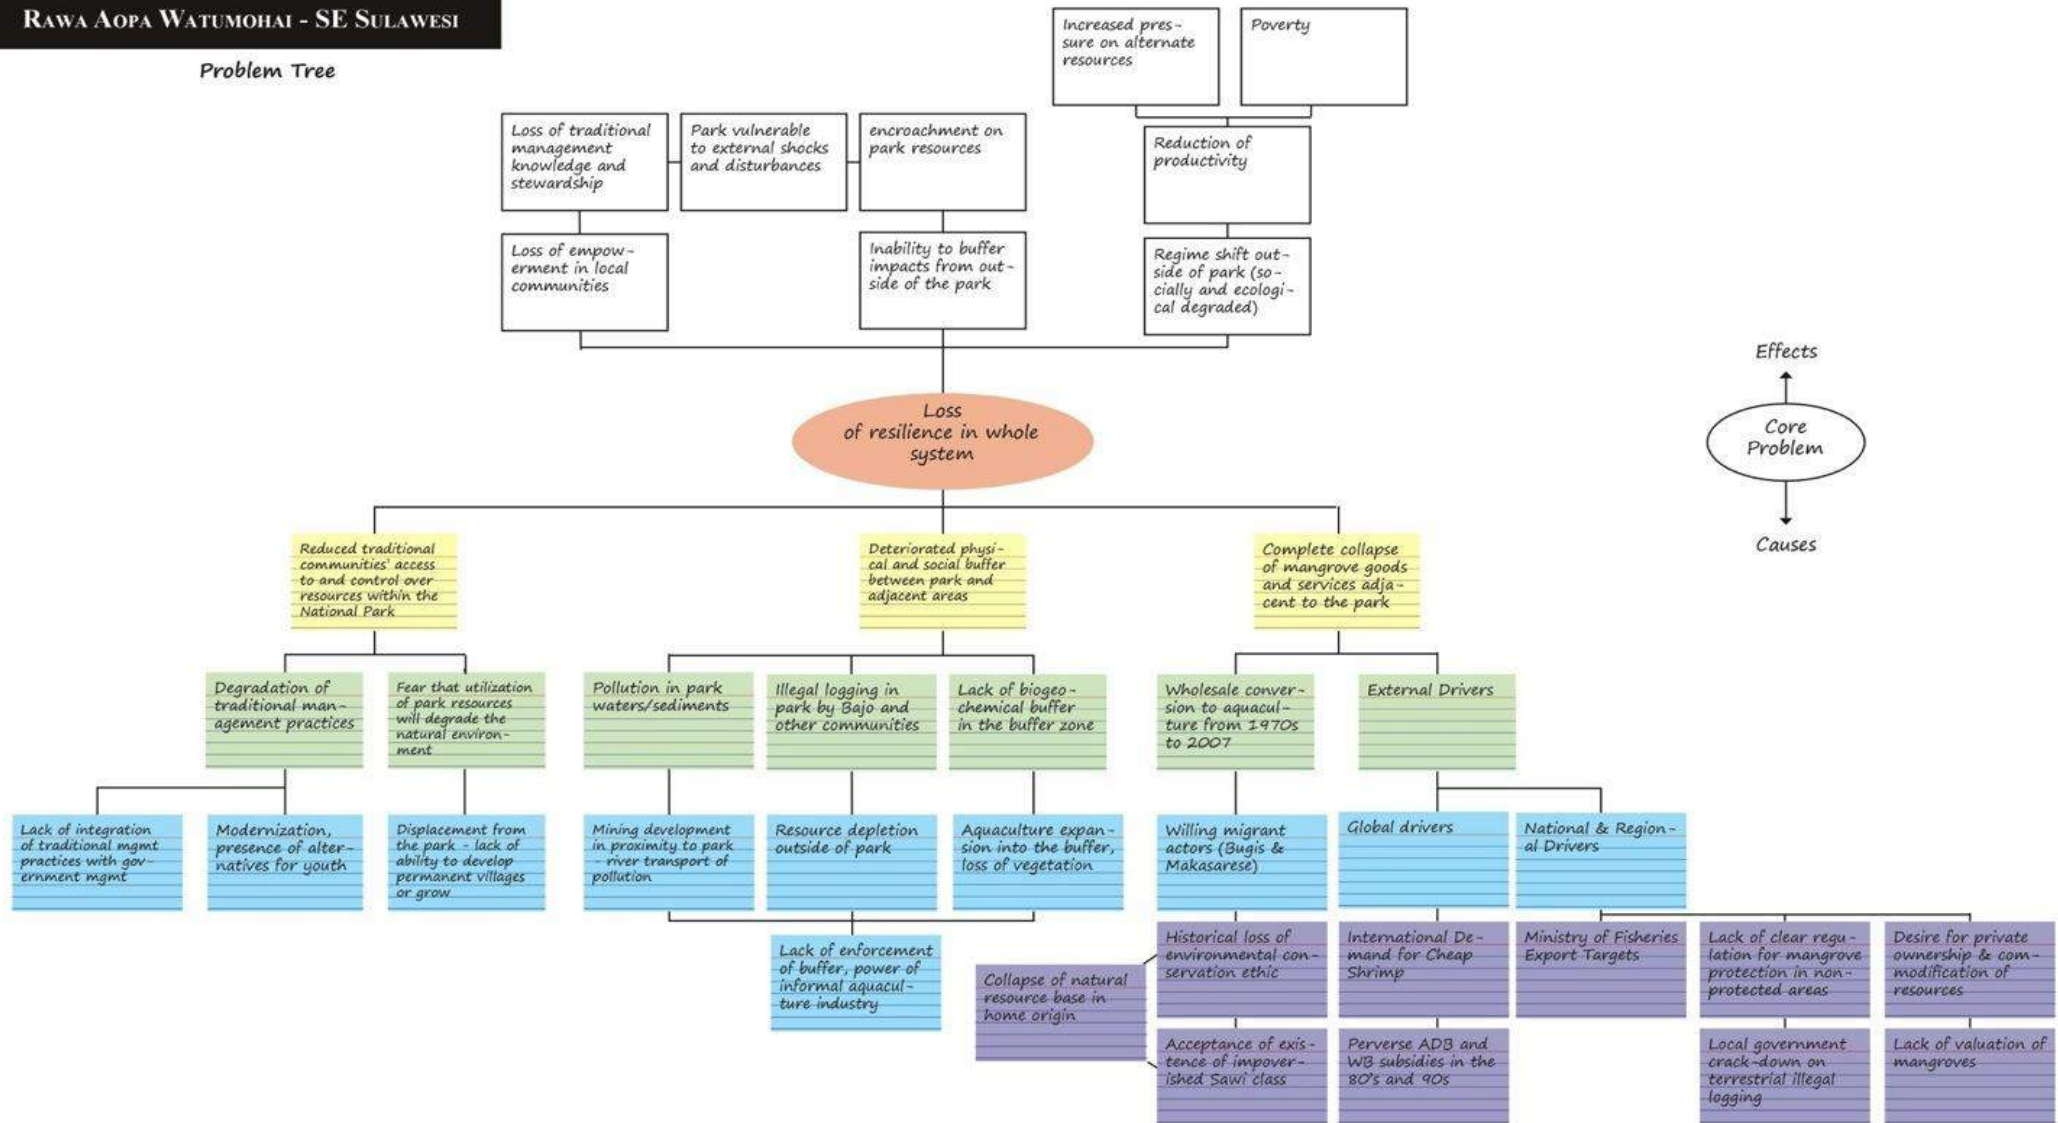 RAWA AOPA WATUMOHAI - SE SULAWESI
Problem Tree
Increased pres-
sure on alternate
resources
Poverty
Loss of traditional
management
knowledge and
stewardship
Park vulnerable
to external shocks
and disturbances
encroachment on
park resources
Reduction of
productivity
Loss of empow-
erment in local
communities
Inability to buffer
impacts from out-
side of the park
Regime shift out-
side of park (so-
cially and ecologi-
cal degraded)
Effects
Core
Problem
Causes
Loss
of resilience in whole
system
Reduced traditional
communities' access
to and control over
resources within the
National Park
Deteriorated physi-
cal and social buffer
between park and
adjacent areas
Complete collapse
of mangrove goods
and services adja-
cent to the park
Degradation of
traditional man-
agement practices
Fear that utilization
of park resources
will degrade the
natural environ-
ment
Pollution in park
waters/sediments
Illegal logging in
park by Bajo and
other communities
Lack of biogeo-
chemical buffer
in the buffer zone
Wholesale conver-
sion to aquacul-
ture from 1970s
to 2007
External Drivers
Lack of integration
of traditional mgmt
practices with gov-
ernment mgmt
Modernization,
presence of alter-
natives for youth
Displacement from
the park - lack of
ability to develop
permanent villages
or grow
Mining development
in proximity to park
- river transport of
pollution
Resource depletion
outside of park
Aquaculture expan-
sion into the buffer,
loss of vegetation
Willing migrant
actors (Bugis &
Makasarese)
Global drivers
National & Region-
al Drivers
Lack of enforcement
of buffer, power of
informal aquacul-
ture industry
Collapse of natural
resource base in
home origin
Historical loss of
environmental con-
servation ethic
International De-
mand for Cheap
Shrimp
Ministry of Fisheries
Export Targets
Lack of clear regu-
lation for mangrove
protection in non-
protected areas
Desire for private
ownership & com-
modification of
resources
Acceptance of exis-
tence of impover-
ished Sawi class
Perverse ADB and
WB subsidies in the
80's and 90s
Local government
crack-down on
terrestrial illegal
logging
Lack of valuation of
mangroves